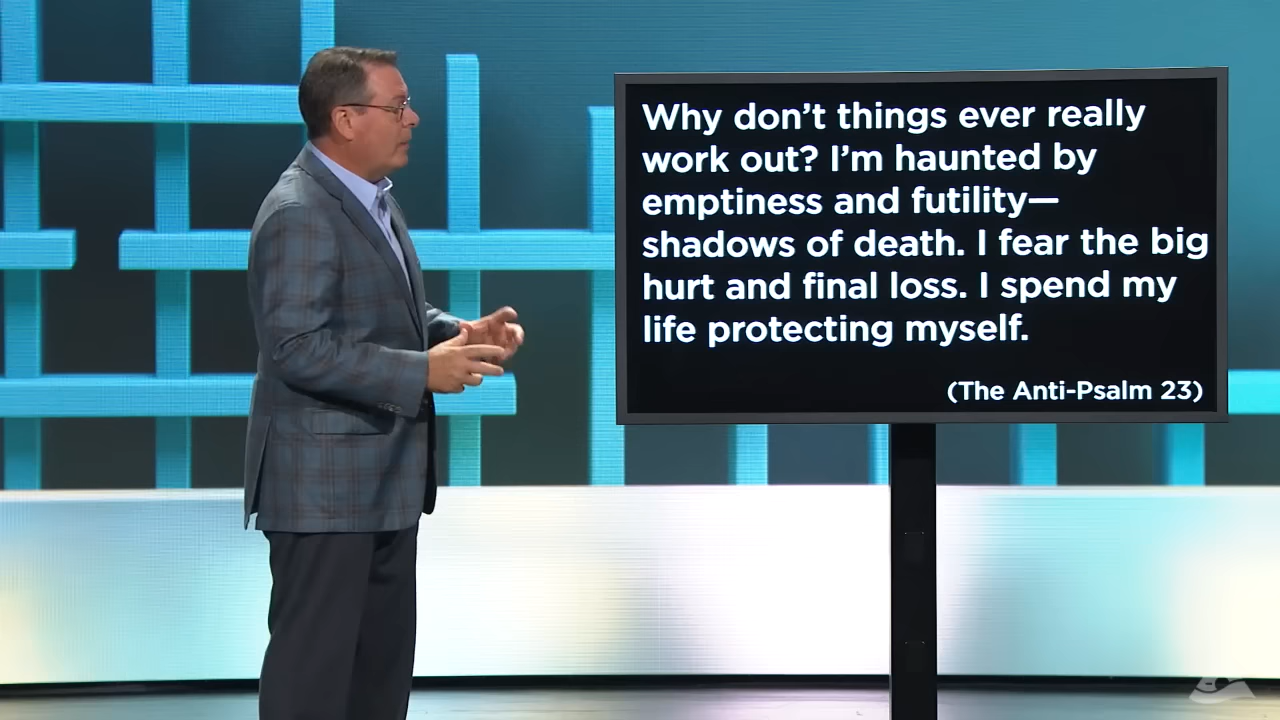 Why don't things ever really
work out? I'm haunted by
emptiness and futility—
shadows of death. I fear the big
hurt and final loss. I spend my
life protecting myself.
(The Anti-Psalm 23)